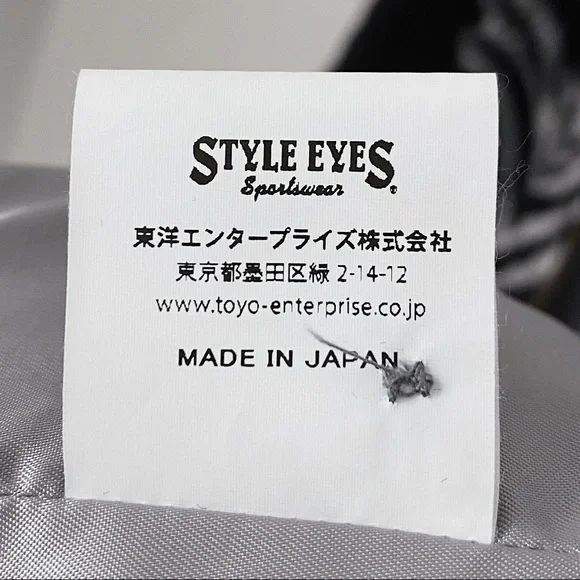 STYLE EYES
Sportswear®
東洋エンタープライズ株式会社
東京都墨田区緑 2-14-12
www.toyo-enterprise.co.jp
MADE IN JAPAN